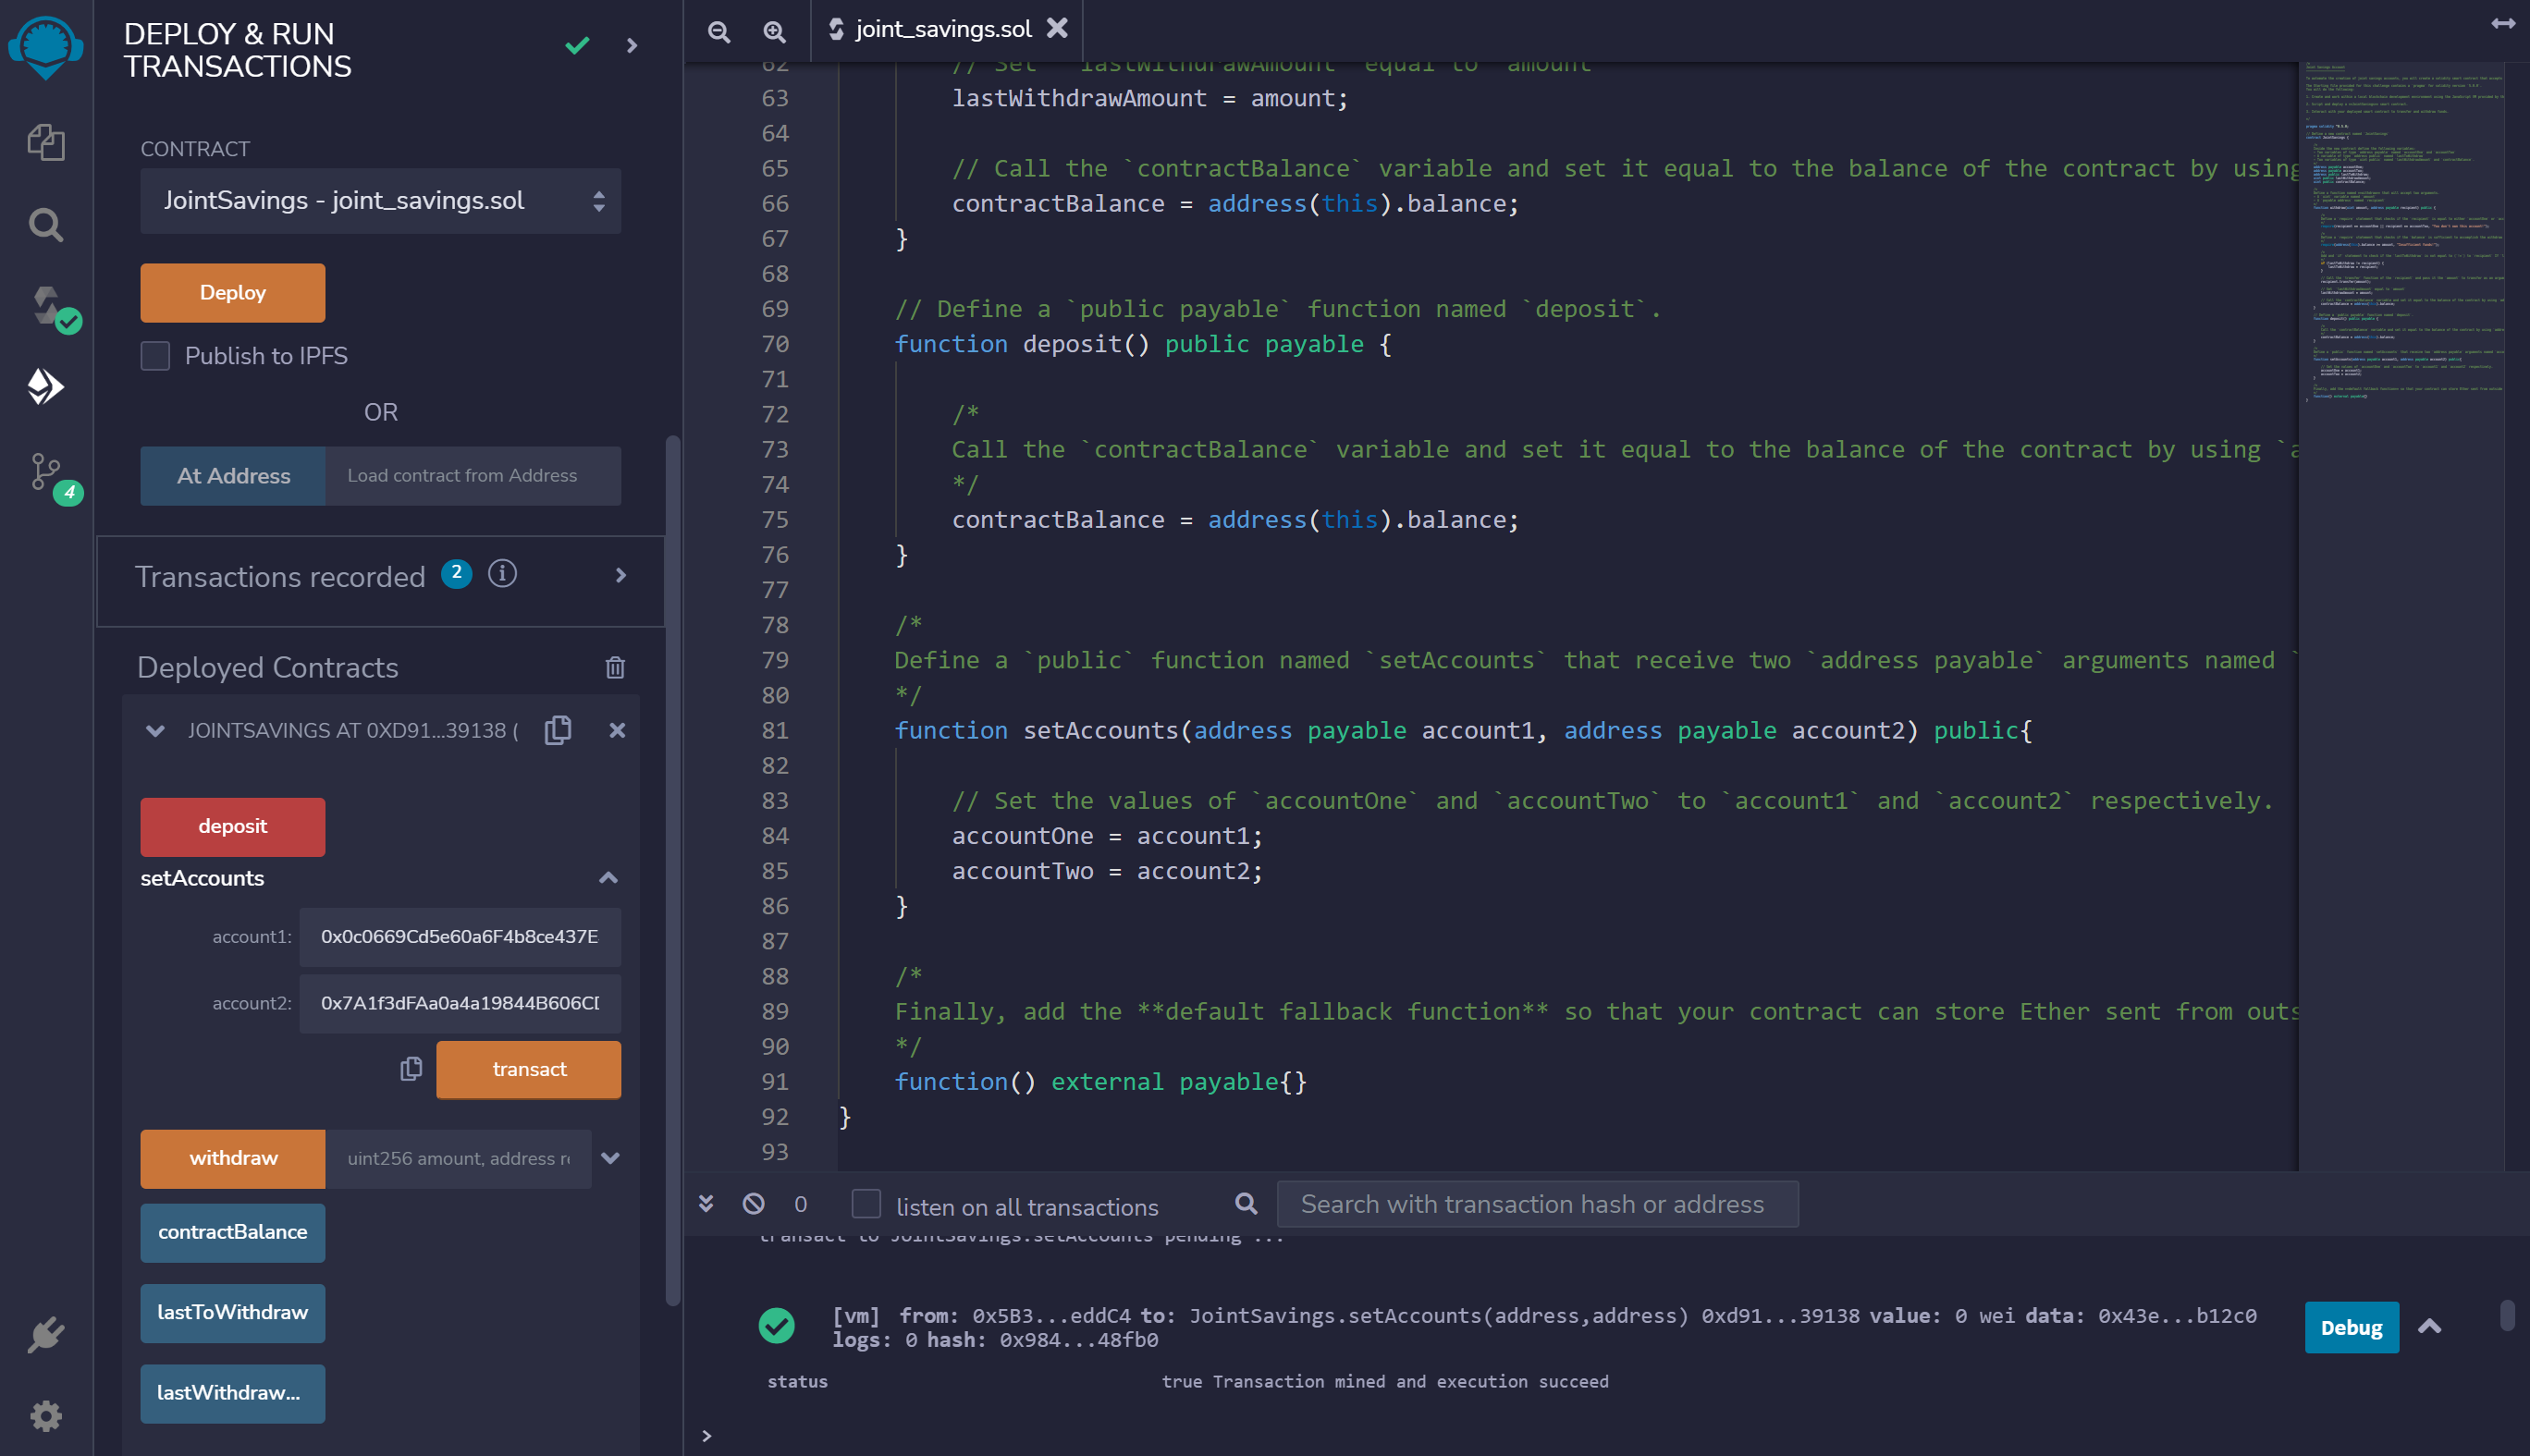 DEPLOY & RUN
TRANSACTIONS
CONTRACT
JointSavings - joint_savings.sol
Deploy
Publish to IPFS
OR
At Address
Load contract from Address
4
Transactions recorded 2 i
Deployed Contracts
JOINTSAVINGS AT 0XD91...39138 (
deposit
setAccounts
account1: 0x0c0669Cd5e60a6F4b8ce437E
account2: 0x7A1f3dFAa0a4a19844B606CD
transact
withdraw
uint256 amount, address re
contractBalance
lastToWithdraw
lastWithdraw...
joint_savings.sol
62 // Set `lastWithdrawAmount` equal to `amount`
63 lastWithdrawAmount = amount;
64
65 // Call the `contractBalance` variable and set it equal to the balance of the contract by using
66 contractBalance = address(this).balance;
67 }
68
69 // Define a `public payable` function named `deposit`.
70 function deposit() public payable {
71
72 /*
73 Call the `contractBalance` variable and set it equal to the balance of the contract by using `a
74 */
75 contractBalance = address(this).balance;
76 }
77
78 /*
79 Define a `public` function named `setAccounts` that receive two `address payable` arguments named `
80 */
81 function setAccounts(address payable account1, address payable account2) public{
82
83 // Set the values of `accountOne` and `accountTwo` to `account1` and `account2` respectively.
84 accountOne = account1;
85 accountTwo = account2;
86 }
87
88 /*
89 Finally, add the **default fallback function** so that your contract can store Ether sent from outs
90 */
91 function() external payable{}
92 }
93
0
listen on all transactions
Search with transaction hash or address
transact to JointSavings.setAccounts pending ...
[vm] from: 0x5B3...eddC4 to: JointSavings.setAccounts(address,address) 0xd91...39138 value: 0 wei data: 0x43e...b12c0
logs: 0 hash: 0x984...48fb0
Debug
status true Transaction mined and execution succeed
>